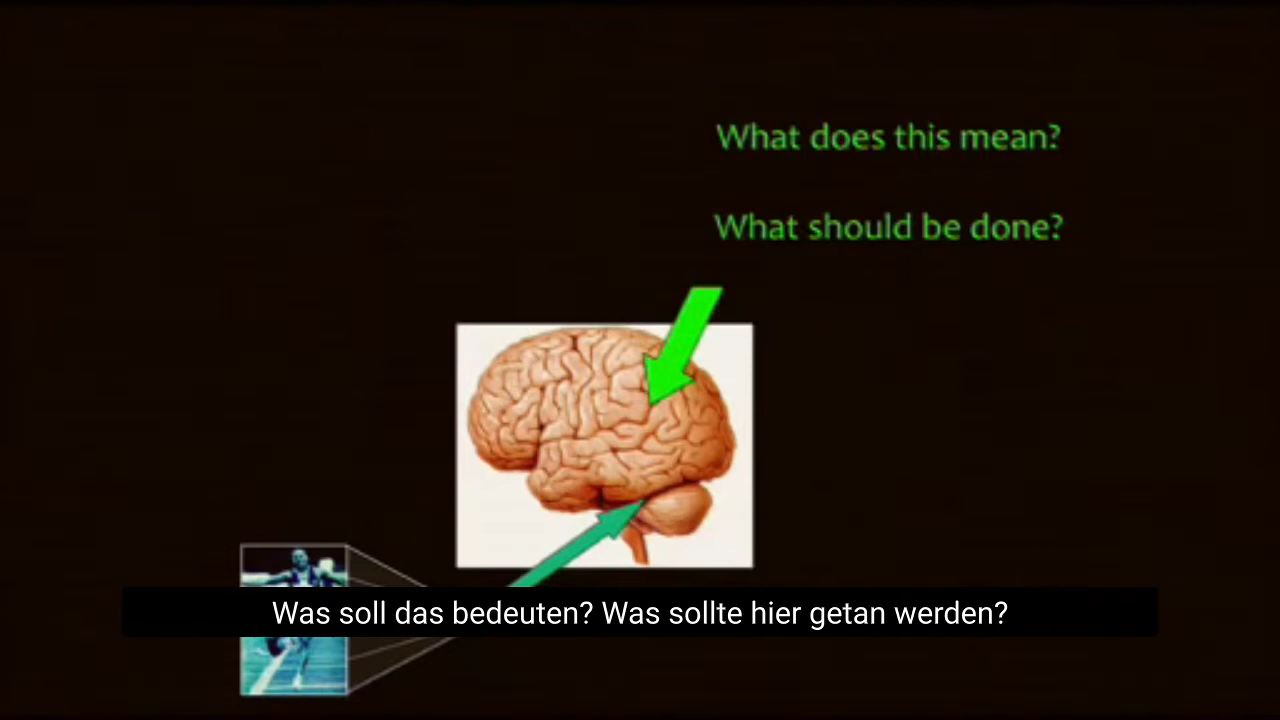 What does this mean?
What should be done?
Was soll das bedeuten? Was sollte hier getan werden?